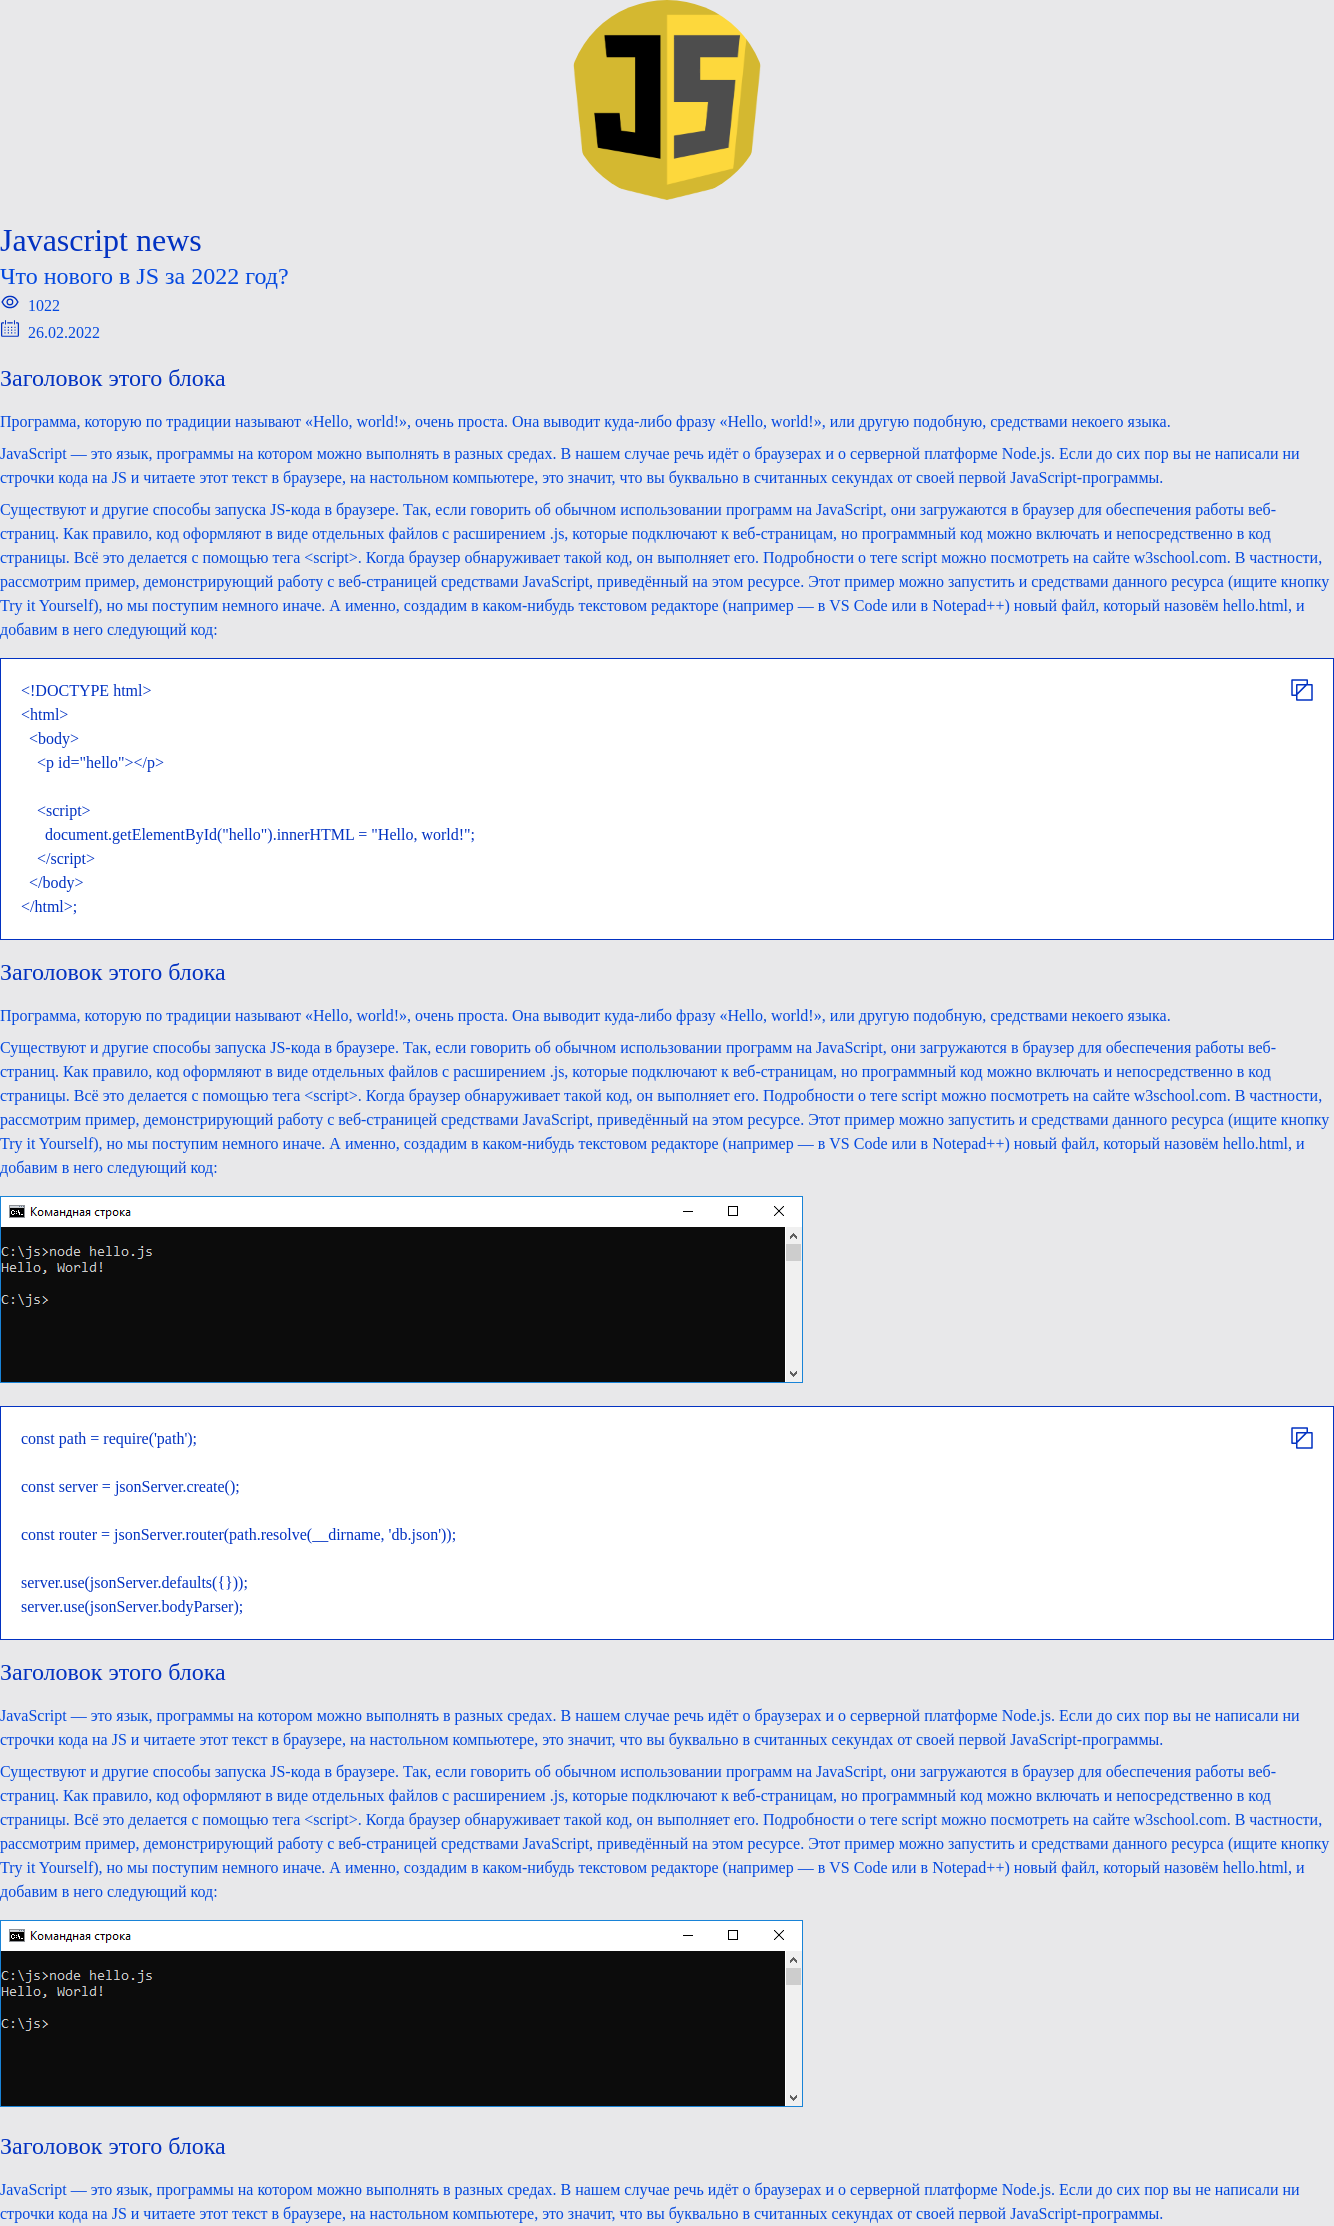 JS
Javascript news
Что нового в JS за 2022 год?
1022
26.02.2022
Заголовок этого блока
Программа, которую по традиции называют «Hello, world!», очень проста. Она выводит куда-либо фразу «Hello, world!», или другую подобную, средствами некоего языка.
JavaScript — это язык, программы на котором можно выполнять в разных средах. В нашем случае речь идёт о браузерах и о серверной платформе Node.js. Если до сих пор вы не написали ни
строчки кода на JS и читаете этот текст в браузере, на настольном компьютере, это значит, что вы буквально в считанных секундах от своей первой JavaScript-программы.
Существуют и другие способы запуска JS-кода в браузере. Так, если говорить об обычном использовании программ на JavaScript, они загружаются в браузер для обеспечения работы веб-
страниц. Как правило, код оформляют в виде отдельных файлов с расширением .js, которые подключают к веб-страницам, но программный код можно включать и непосредственно в код
страницы. Всё это делается с помощью тега <script>. Когда браузер обнаруживает такой код, он выполняет его. Подробности о теге script можно посмотреть на сайте w3school.com. В частности,
рассмотрим пример, демонстрирующий работу с веб-страницей средствами JavaScript, приведённый на этом ресурсе. Этот пример можно запустить и средствами данного ресурса (ищите кнопку
Try it Yourself), но мы поступим немного иначе. А именно, создадим в каком-нибудь текстовом редакторе (например — в VS Code или в Notepad++) новый файл, который назовём hello.html, и
добавим в него следующий код:
<!DOCTYPE html>
<html>
  <body>
    <p id="hello"></p>
    <script>
      document.getElementById("hello").innerHTML = "Hello, world!";
    </script>
  </body>
</html>;
Заголовок этого блока
Программа, которую по традиции называют «Hello, world!», очень проста. Она выводит куда-либо фразу «Hello, world!», или другую подобную, средствами некоего языка.
Существуют и другие способы запуска JS-кода в браузере. Так, если говорить об обычном использовании программ на JavaScript, они загружаются в браузер для обеспечения работы веб-
страниц. Как правило, код оформляют в виде отдельных файлов с расширением .js, которые подключают к веб-страницам, но программный код можно включать и непосредственно в код
страницы. Всё это делается с помощью тега <script>. Когда браузер обнаруживает такой код, он выполняет его. Подробности о теге script можно посмотреть на сайте w3school.com. В частности,
рассмотрим пример, демонстрирующий работу с веб-страницей средствами JavaScript, приведённый на этом ресурсе. Этот пример можно запустить и средствами данного ресурса (ищите кнопку
Try it Yourself), но мы поступим немного иначе. А именно, создадим в каком-нибудь текстовом редакторе (например — в VS Code или в Notepad++) новый файл, который назовём hello.html, и
добавим в него следующий код:
Командная строка
C:\js>node hello.js
Hello, World!
C:\js>
const path = require('path');
const server = jsonServer.create();
const router = jsonServer.router(path.resolve(__dirname, 'db.json'));
server.use(jsonServer.defaults({}));
server.use(jsonServer.bodyParser);
Заголовок этого блока
JavaScript — это язык, программы на котором можно выполнять в разных средах. В нашем случае речь идёт о браузерах и о серверной платформе Node.js. Если до сих пор вы не написали ни
строчки кода на JS и читаете этот текст в браузере, на настольном компьютере, это значит, что вы буквально в считанных секундах от своей первой JavaScript-программы.
Существуют и другие способы запуска JS-кода в браузере. Так, если говорить об обычном использовании программ на JavaScript, они загружаются в браузер для обеспечения работы веб-
страниц. Как правило, код оформляют в виде отдельных файлов с расширением .js, которые подключают к веб-страницам, но программный код можно включать и непосредственно в код
страницы. Всё это делается с помощью тега <script>. Когда браузер обнаруживает такой код, он выполняет его. Подробности о теге script можно посмотреть на сайте w3school.com. В частности,
рассмотрим пример, демонстрирующий работу с веб-страницей средствами JavaScript, приведённый на этом ресурсе. Этот пример можно запустить и средствами данного ресурса (ищите кнопку
Try it Yourself), но мы поступим немного иначе. А именно, создадим в каком-нибудь текстовом редакторе (например — в VS Code или в Notepad++) новый файл, который назовём hello.html, и
добавим в него следующий код:
Командная строка
C:\js>node hello.js
Hello, World!
C:\js>
Заголовок этого блока
JavaScript — это язык, программы на котором можно выполнять в разных средах. В нашем случае речь идёт о браузерах и о серверной платформе Node.js. Если до сих пор вы не написали ни
строчки кода на JS и читаете этот текст в браузере, на настольном компьютере, это значит, что вы буквально в считанных секундах от своей первой JavaScript-программы.